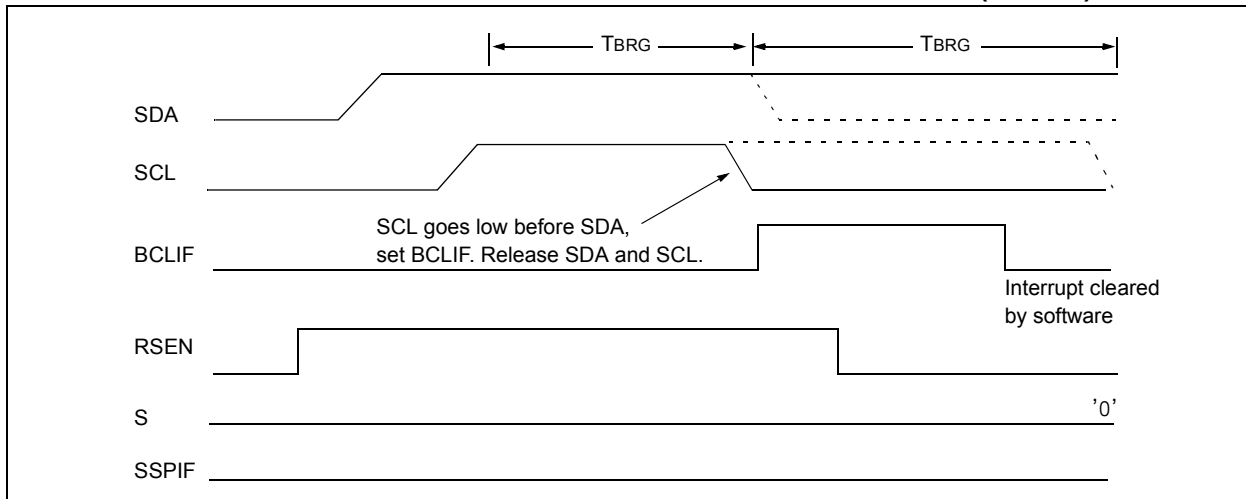 TBRG TBRG
SDA
SCL
SCL goes low before SDA,
set BCLIF. Release SDA and SCL.
BCLIF
Interrupt cleared
by software
RSEN
S '0'
SSPIF